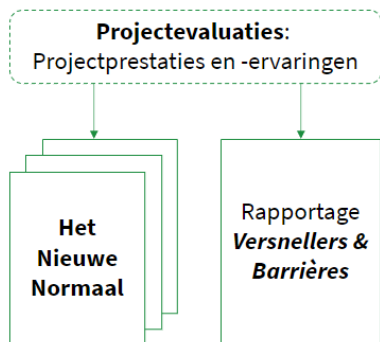 Projectevaluaties:
Projectprestaties en -ervaringen
Het
Nieuwe
Normaal
Rapportage
Versnellers &
Barrières